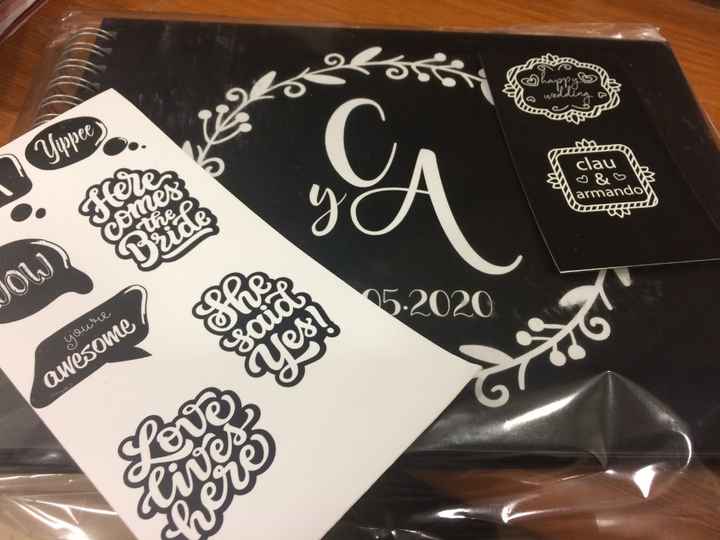 C
y A
05.2020
happy
wedding
clau
&
armando
Yippee
Here
comes
the
Bride
WOW
you're
awesome
She
said
Yes!
Love
lives
here